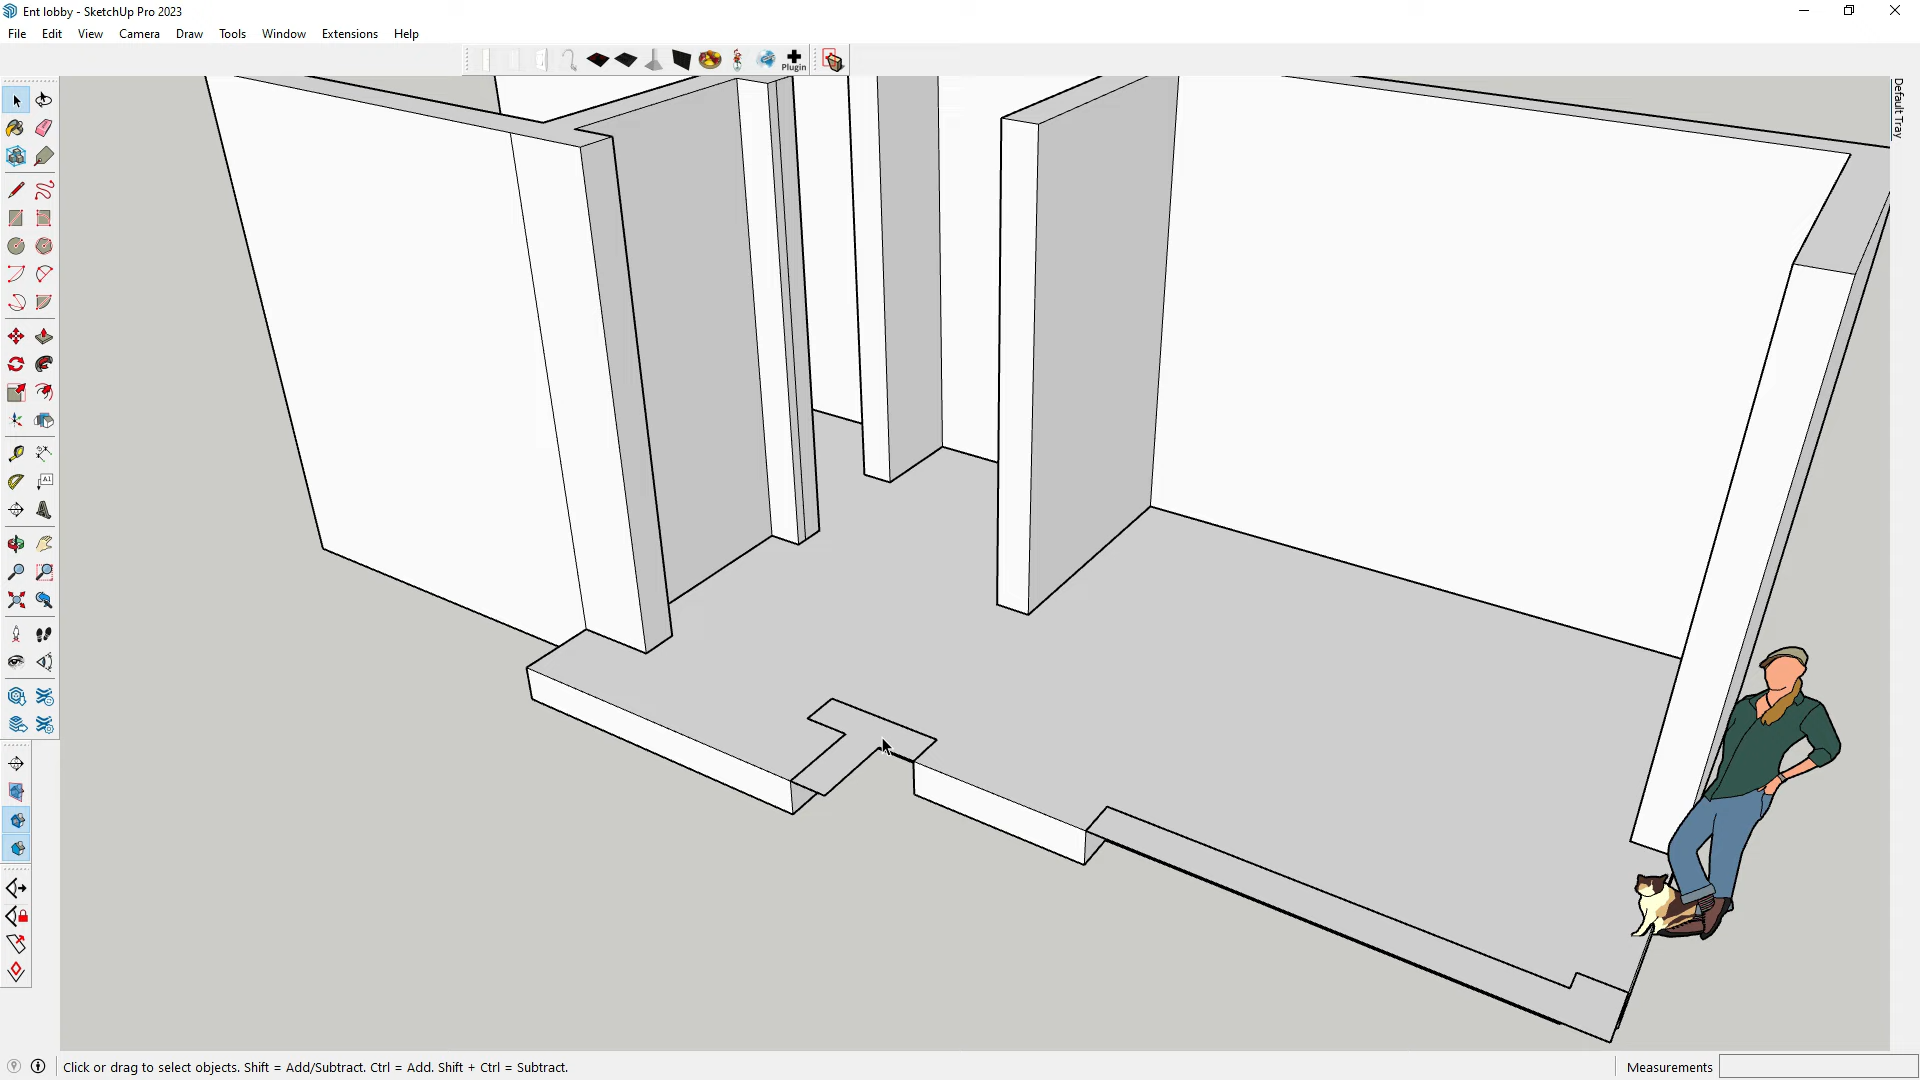 Ent lobby - SketchUp Pro 2023
File Edit View Camera Draw Tools Window Extensions Help
Plugin
Default Tray
A1
Click or drag to select objects. Shift = Add/Subtract. Ctrl = Add. Shift + Ctrl = Subtract.
Measurements